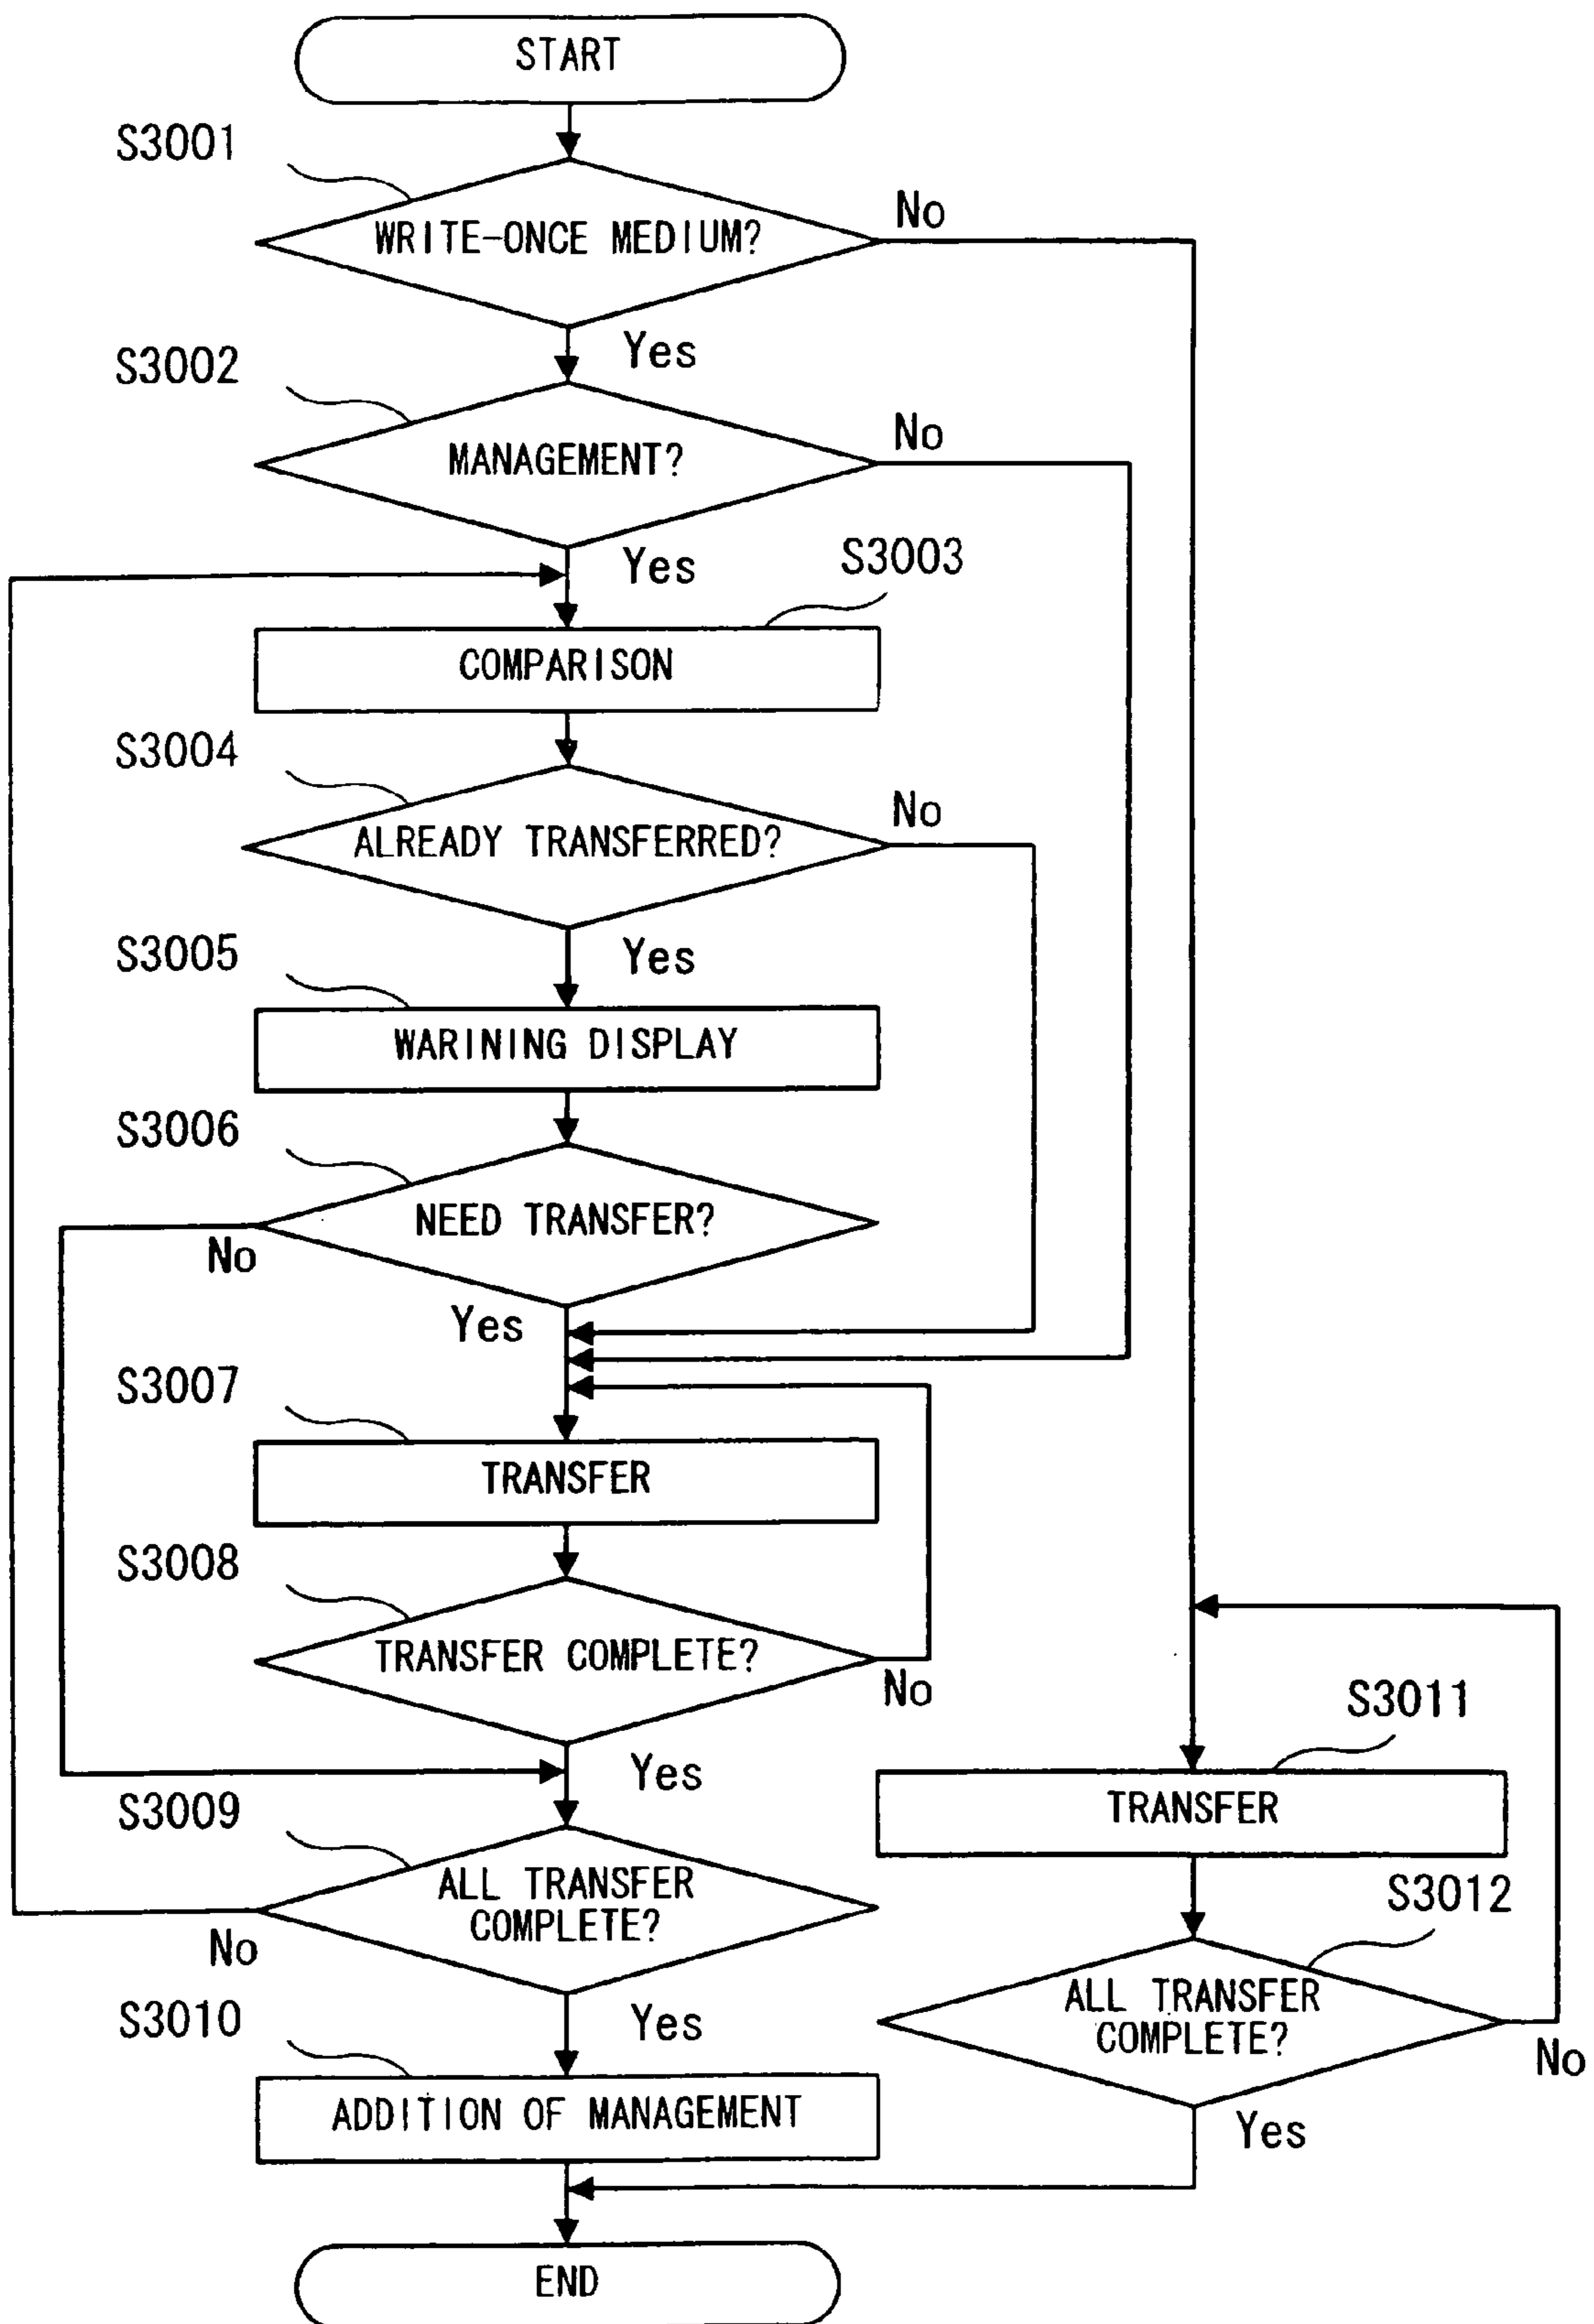 START
S3001
WRITE-ONCE MEDIUM?
No
Yes
S3002
MANAGEMENT?
No
Yes
S3003
COMPARISON
S3004
ALREADY TRANSFERRED?
No
Yes
S3005
WARINING DISPLAY
S3006
NEED TRANSFER?
No
Yes
S3007
TRANSFER
S3008
TRANSFER COMPLETE?
No
Yes
S3009
ALL TRANSFER
COMPLETE?
No
Yes
S3010
ADDITION OF MANAGEMENT
S3011
TRANSFER
S3012
ALL TRANSFER
COMPLETE?
No
Yes
END